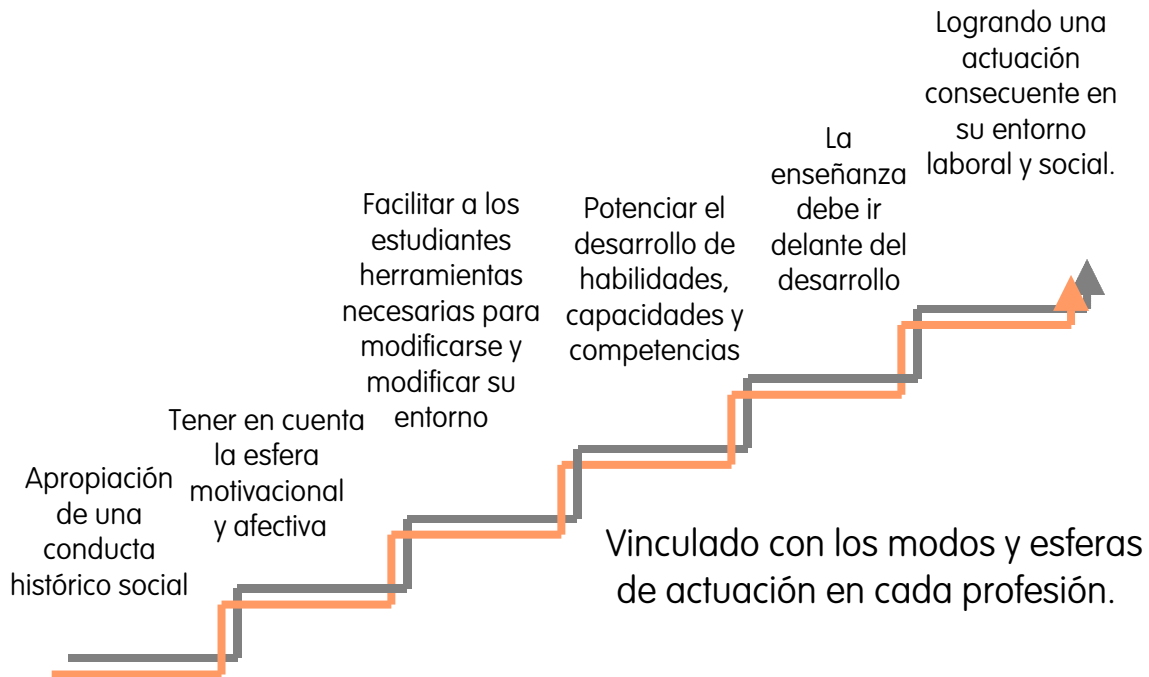 Apropiación
de una
conducta
histórico social
Tener en cuenta
la esfera
motivacional
y afectiva
Facilitar a los
estudiantes
herramientas
necesarias para
modificarse y
modificar su
entorno
Potenciar el
desarrollo de
habilidades,
capacidades y
competencias
La
enseñanza
debe ir
delante del
desarrollo
Logrando una
actuación
consecuente en
su entorno
laboral y social.
Vinculado con los modos y esferas
de actuación en cada profesión.